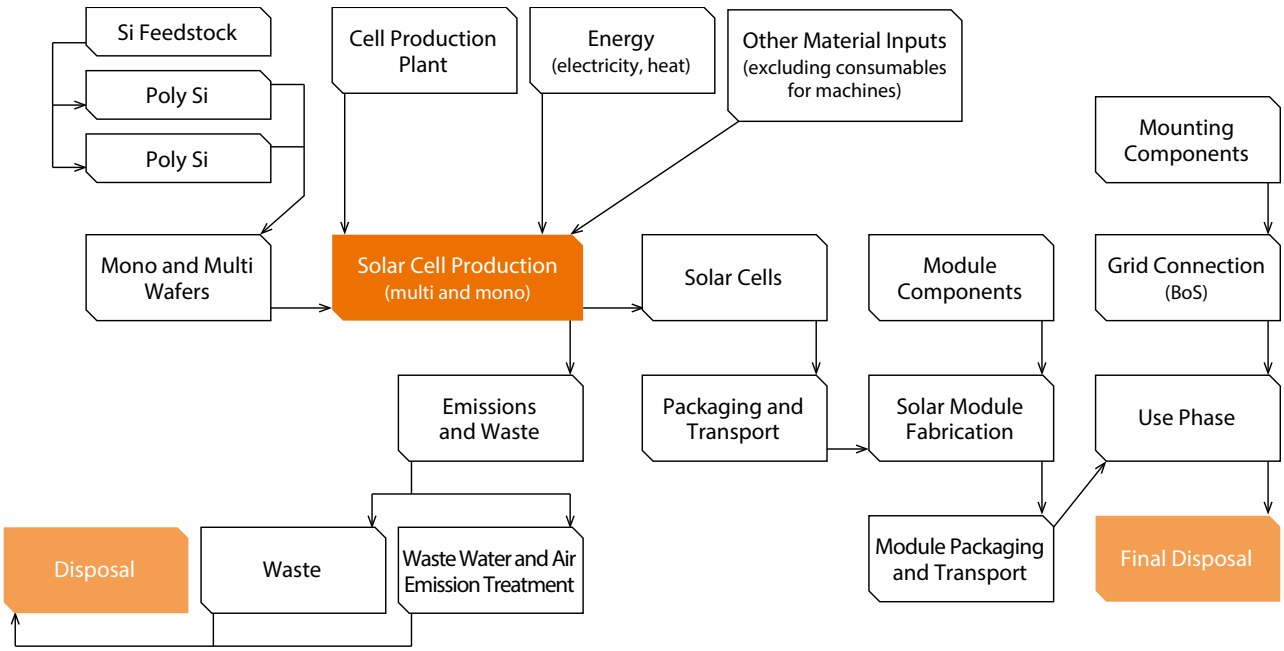 Si Feedstock
Poly Si
Poly Si
Cell Production
Plant
Energy
(electricity, heat)
Other Material Inputs
(excluding consumables
for machines)
Mounting
Components
Mono and Multi
Wafers
Solar Cell Production
(multi and mono)
Solar Cells
Module
Components
Grid Connection
(BoS)
Emissions
and Waste
Packaging and
Transport
Solar Module
Fabrication
Use Phase
Disposal
Waste
Waste Water and Air
Emission Treatment
Module Packaging
and Transport
Final Disposal